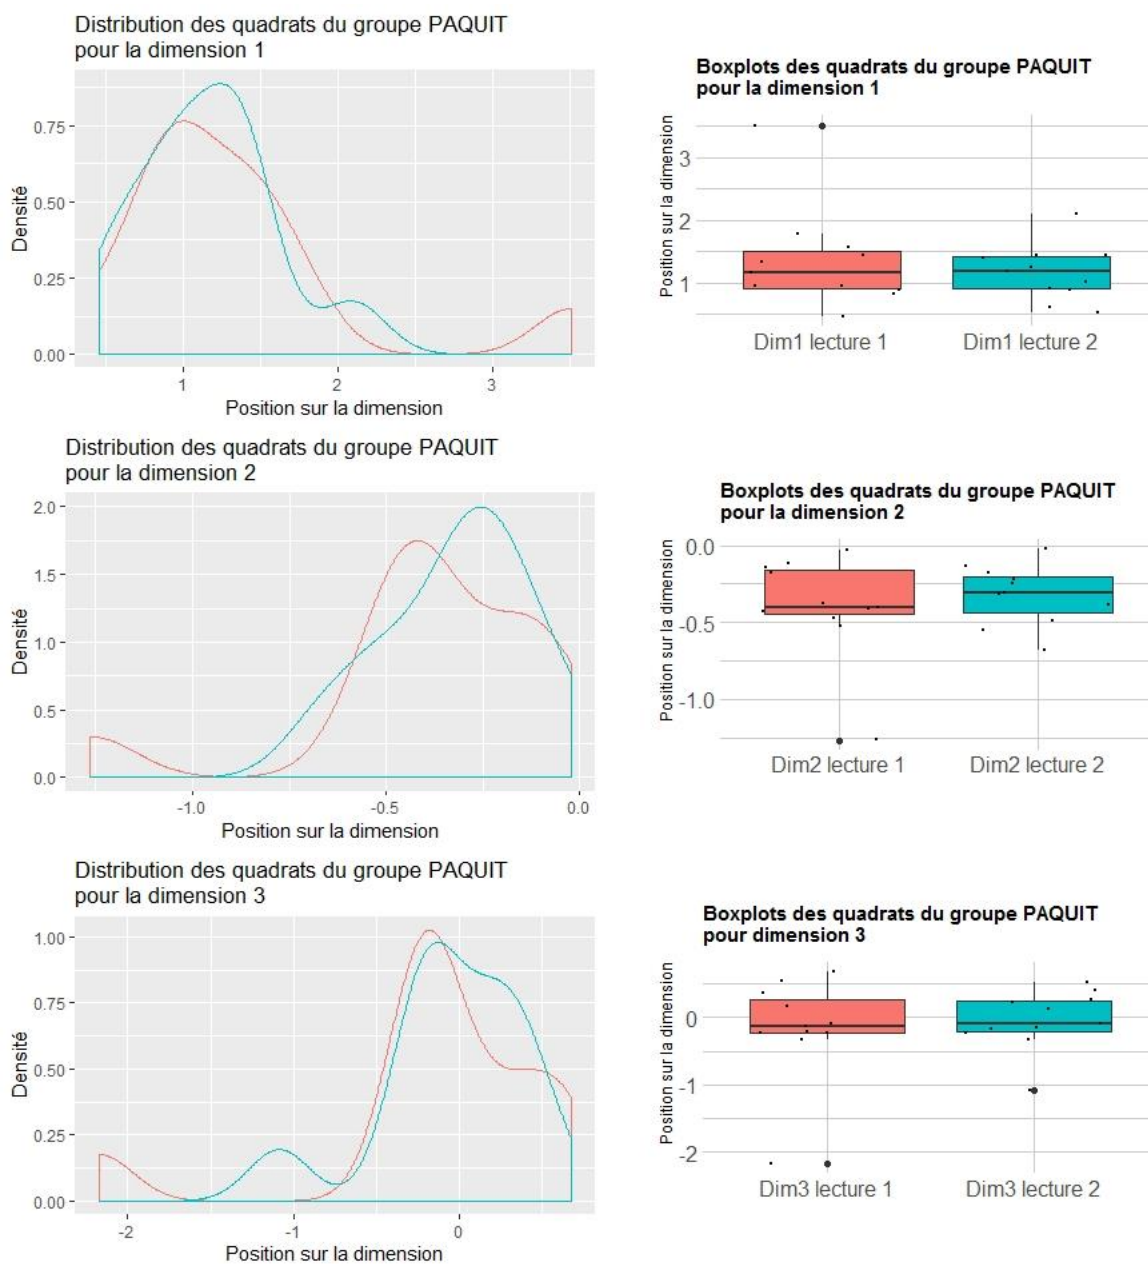 Distribution des quadrats du groupe PAQUIT
pour la dimension 1
Densité
0.75
0.50
0.25
0.00
1
2
3
Position sur la dimension
Boxplots des quadrats du groupe PAQUIT
pour la dimension 1
Position sur la dimension
3
2
1
Dim1 lecture 1
Dim1 lecture 2
Distribution des quadrats du groupe PAQUIT
pour la dimension 2
Densité
2.0
1.5
1.0
0.5
0.0
-1.0
-0.5
0.0
Position sur la dimension
Boxplots des quadrats du groupe PAQUIT
pour la dimension 2
Position sur la dimension
0.0
-0.5
-1.0
Dim2 lecture 1
Dim2 lecture 2
Distribution des quadrats du groupe PAQUIT
pour la dimension 3
Densité
1.00
0.75
0.50
0.25
0.00
-2
-1
0
Position sur la dimension
Boxplots des quadrats du groupe PAQUIT
pour dimension 3
Position sur la dimension
0
-1
-2
Dim3 lecture 1
Dim3 lecture 2